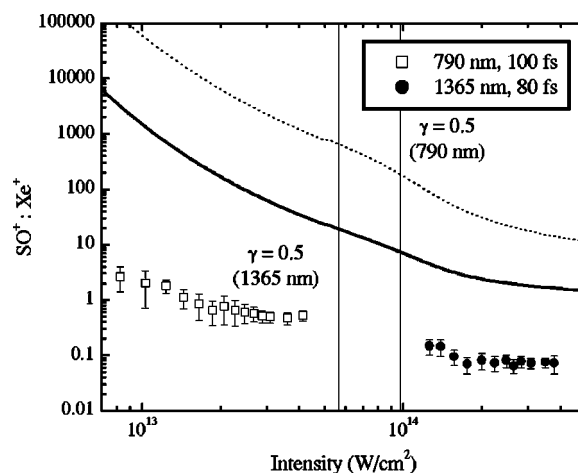 100000
10000
1000
100
10
1
0.1
0.01
SO⁺ : Xe⁺
790 nm, 100 fs
1365 nm, 80 fs
γ = 0.5
(790 nm)
γ = 0.5
(1365 nm)
10¹³
10¹⁴
Intensity (W/cm²)